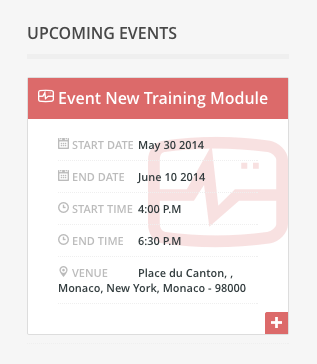 UPCOMING EVENTS
Event New Training Module
START DATE May 30 2014
END DATE June 10 2014
START TIME 4:00 P.M
END TIME 6:30 P.M
VENUE Place du Canton, ,
Monaco, New York, Monaco - 98000